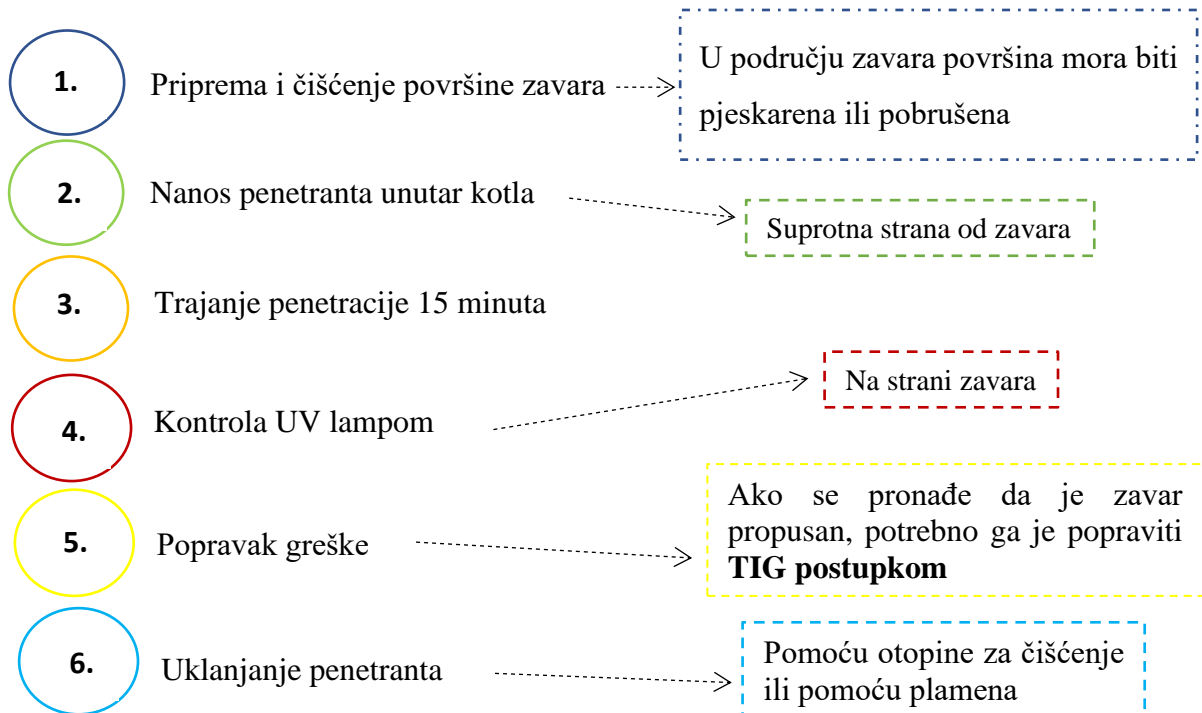 1. Priprema i čišćenje površine zavara
U području zavara površina mora biti
pjeskarena ili pobrušena
2. Nanos penetranta unutar kotla
Suprotna strana od zavara
3. Trajanje penetracije 15 minuta
4. Kontrola UV lampom
Na strani zavara
5. Popravak greške
Ako se pronađe da je zavar
propusan, potrebno ga je popraviti
TIG postupkom
6. Uklanjanje penetranta
Pomoću otopine za čišćenje
ili pomoću plamena